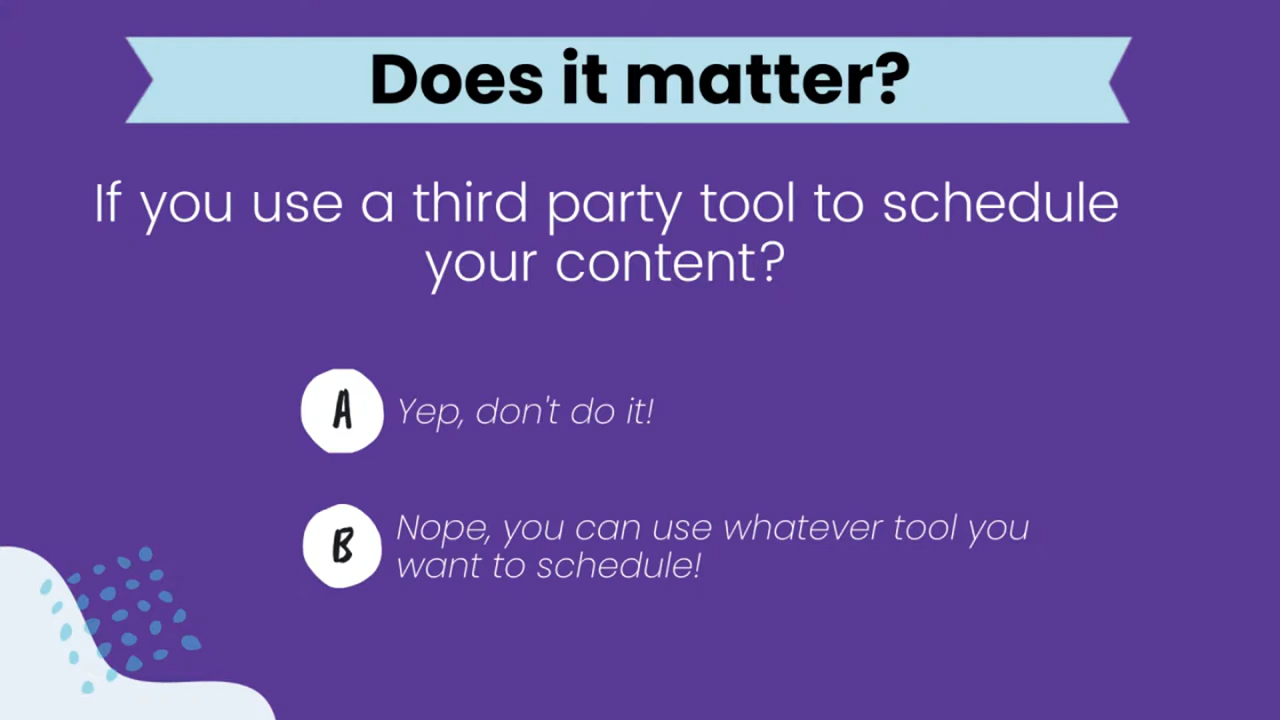 Does it matter?
If you use a third party tool to schedule
your content?
A
Yep, don't do it!
B
Nope, you can use whatever tool you
want to schedule!